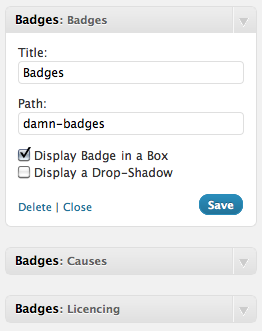 Badges: Badges
Title:
Badges
Path:
damn-badges
Display Badge in a Box
Display a Drop-Shadow
Delete | Close Save
Badges: Causes
Badges: Licencing